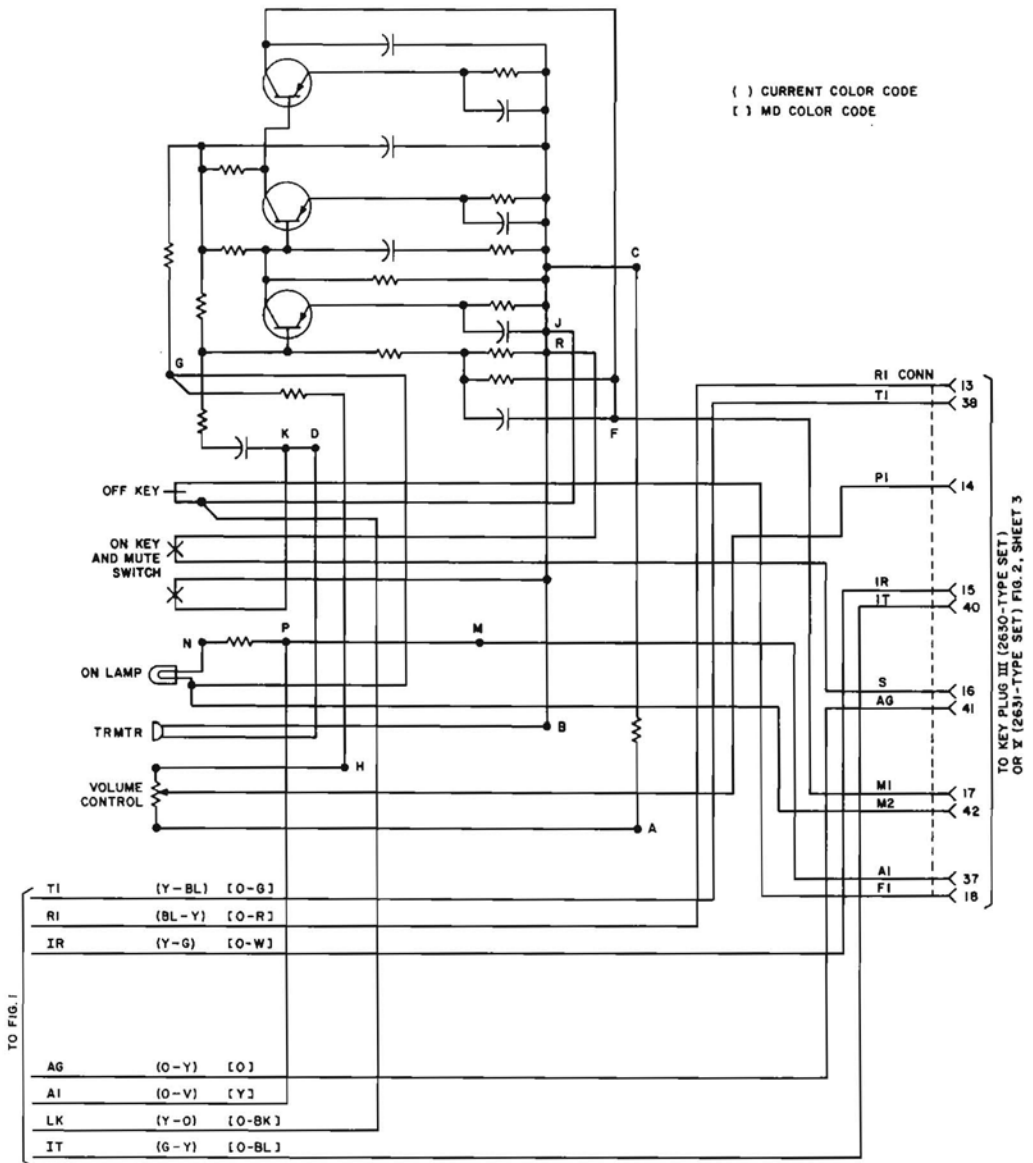 ( ) CURRENT COLOR CODE
[ ] MD COLOR CODE
C
J
R
G
RI CONN 13
TI 38
F
K D
PI 14
OFF KEY
ON KEY
AND MUTE
SWITCH
IR 15
IT 40
P M
N
ON LAMP
S 16
AG 41
TRMTR
B
H
VOLUME
CONTROL
MI 17
M2 42
A
AI 37
FI 18
TO KEY PLUG III (2630-TYPE SET)
OR V (2631-TYPE SET) FIG. 2, SHEET 3
TO FIG. I
TI (Y-BL) [O-G]
RI (BL-Y) [O-R]
IR (Y-G) [O-W]
AG (O-Y) [O]
AI (O-V) [Y]
LK (Y-O) [O-BK]
IT (G-Y) [O-BL]